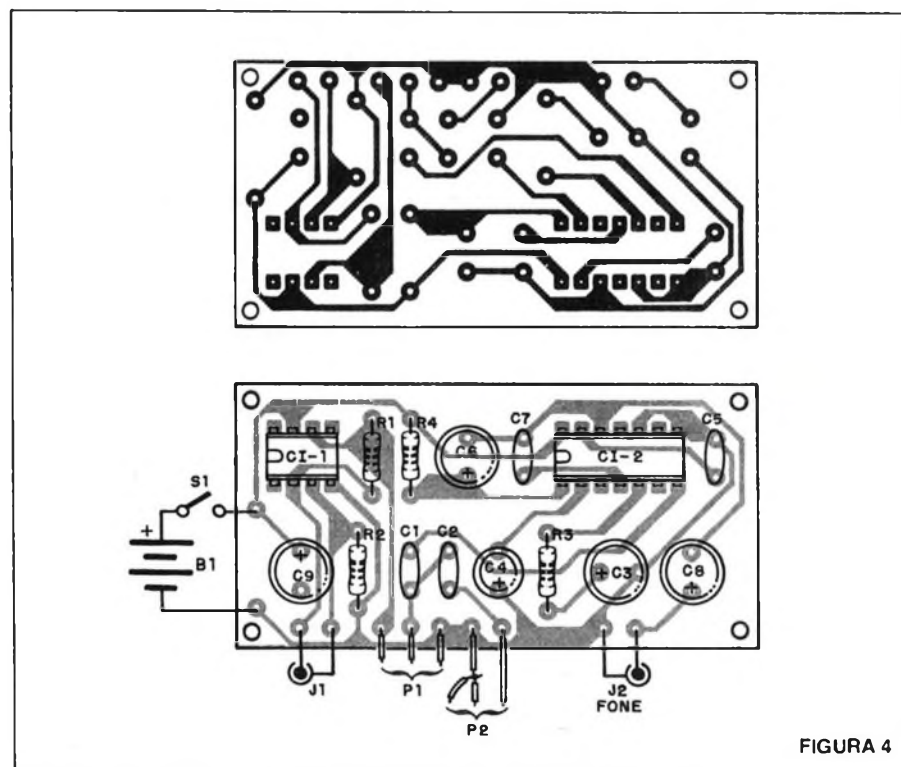 R1
R4
C6
C7
C5
CI-1
CI-2
S1
+
B1
R2
C1
C2
R3
+
C9
C4
+
+
C3
C8
+
J1
P1
P2
J2
FONE
FIGURA 4